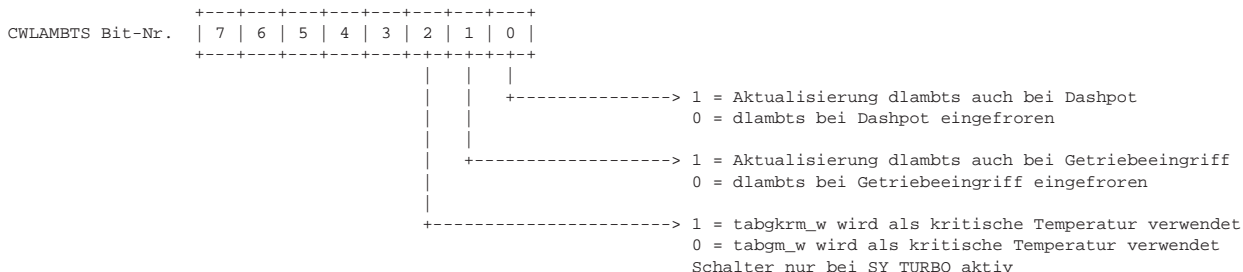 +---+---+---+---+---+---+---+---+
CWLAMBTS Bit-Nr. | 7 | 6 | 5 | 4 | 3 | 2 | 1 | 0 |
+---+---+---+---+---+-+-+-+-+-+-+
| | |
| | +---------------> 1 = Aktualisierung dlambts auch bei Dashpot
| | 0 = dlambts bei Dashpot eingefroren
| |
| +-------------------> 1 = Aktualisierung dlambts auch bei Getriebeeingriff
| 0 = dlambts bei Getriebeeingriff eingefroren
|
+-----------------------> 1 = tabgkrm_w wird als kritische Temperatur verwendet
0 = tabgm_w wird als kritische Temperatur verwendet
Schalter nur bei SY_TURBO aktiv